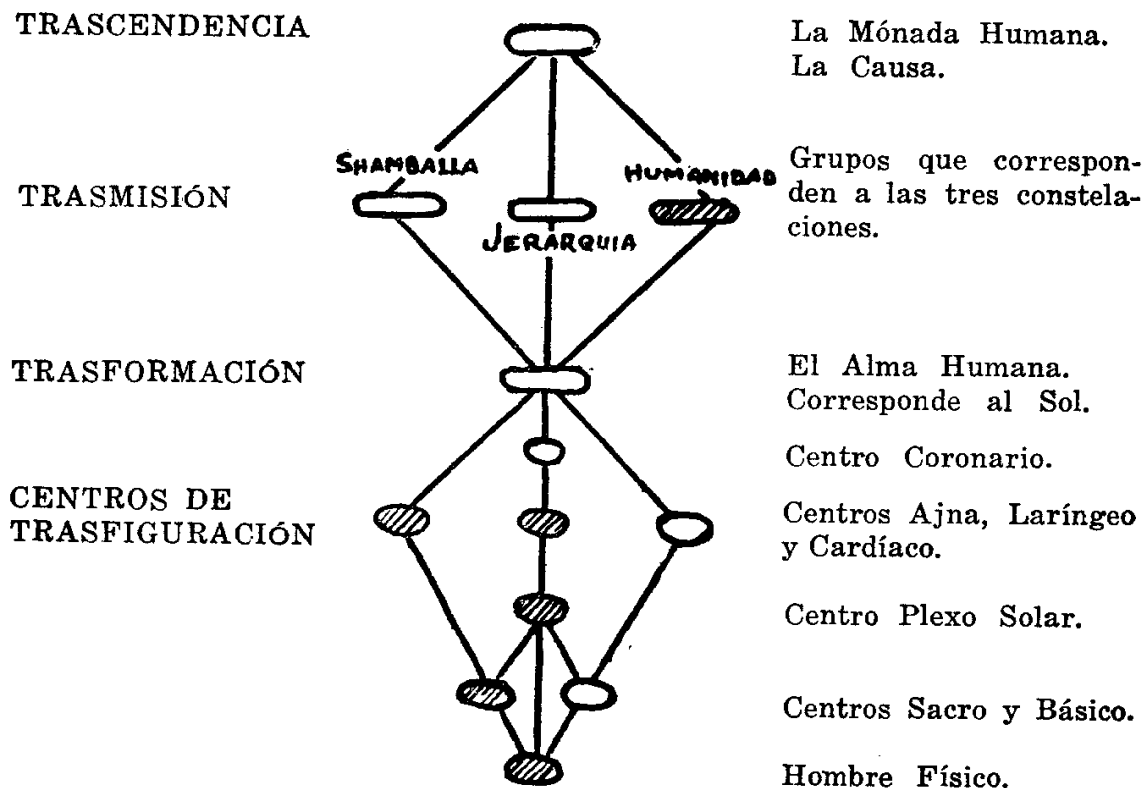 TRASCENDENCIA
La Mónada Humana.
La Causa.
SHAMBALLA
HUMANIDAD
JERARQUIA
TRASMISIÓN
Grupos que correspon-
den a las tres constela-
ciones.
TRASFORMACIÓN
El Alma Humana.
Corresponde al Sol.
Centro Coronario.
CENTROS DE
TRASFIGURACIÓN
Centros Ajna, Laríngeo
y Cardíaco.
Centro Plexo Solar.
Centros Sacro y Básico.
Hombre Físico.